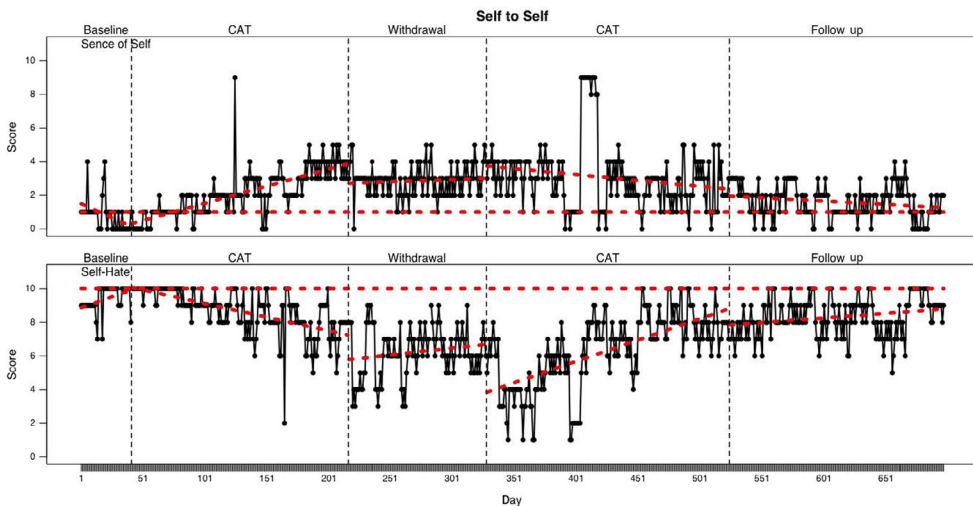 Self to Self
Baseline CAT Withdrawal CAT Follow up
Sence of Self
10
8
6
4
2
0
Score
Baseline CAT Withdrawal CAT Follow up
Self-Hate
10
8
6
4
2
0
Score
1 51 101 151 201 251 301 351 401 451 501 551 601 651
Day